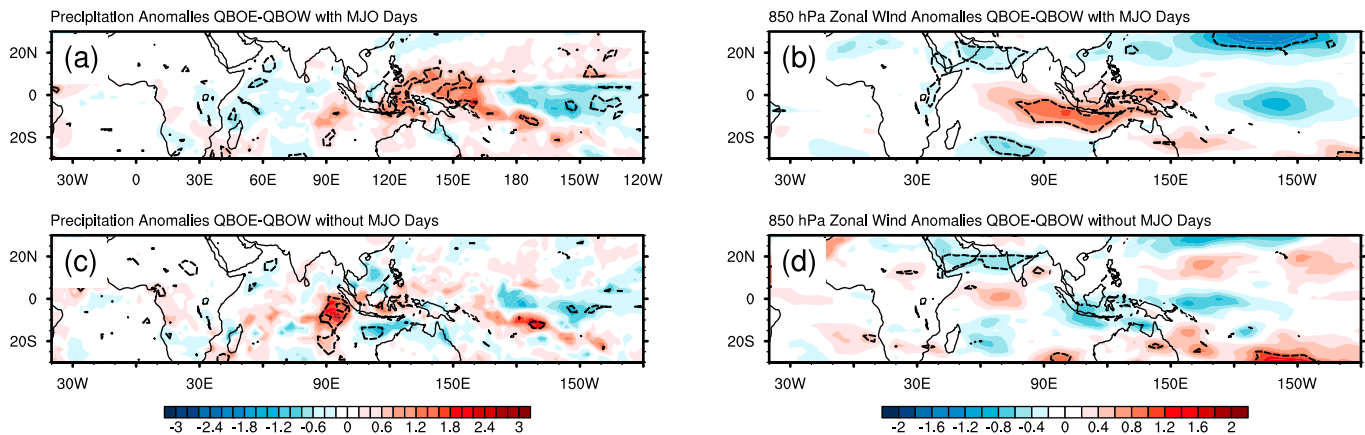 Precipitation Anomalies QBOE-QBOW with MJO Days
20N
0
20S
(a)
30W 0 30E 60E 90E 120E 150E 180 150W 120W
850 hPa Zonal Wind Anomalies QBOE-QBOW with MJO Days
20N
0
20S
(b)
30W 30E 90E 150E 150W
Precipitation Anomalies QBOE-QBOW without MJO Days
20N
0
20S
(c)
30W 30E 90E 150E 150W
850 hPa Zonal Wind Anomalies QBOE-QBOW without MJO Days
20N
0
20S
(d)
30W 30E 90E 150E 150W
-3 -2.4 -1.8 -1.2 -0.6 0 0.6 1.2 1.8 2.4 3
-2 -1.6 -1.2 -0.8 -0.4 0 0.4 0.8 1.2 1.6 2